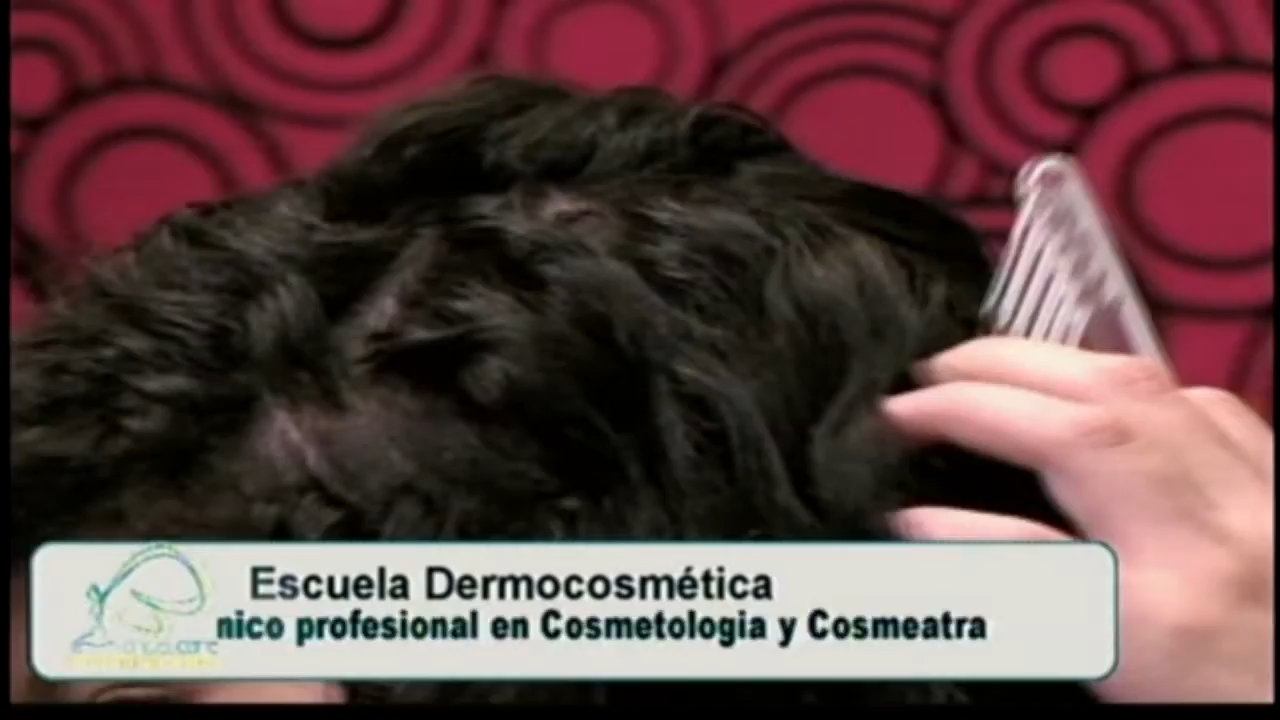 Escuela Dermocosmética
nico profesional en Cosmetologia y Cosmeatra